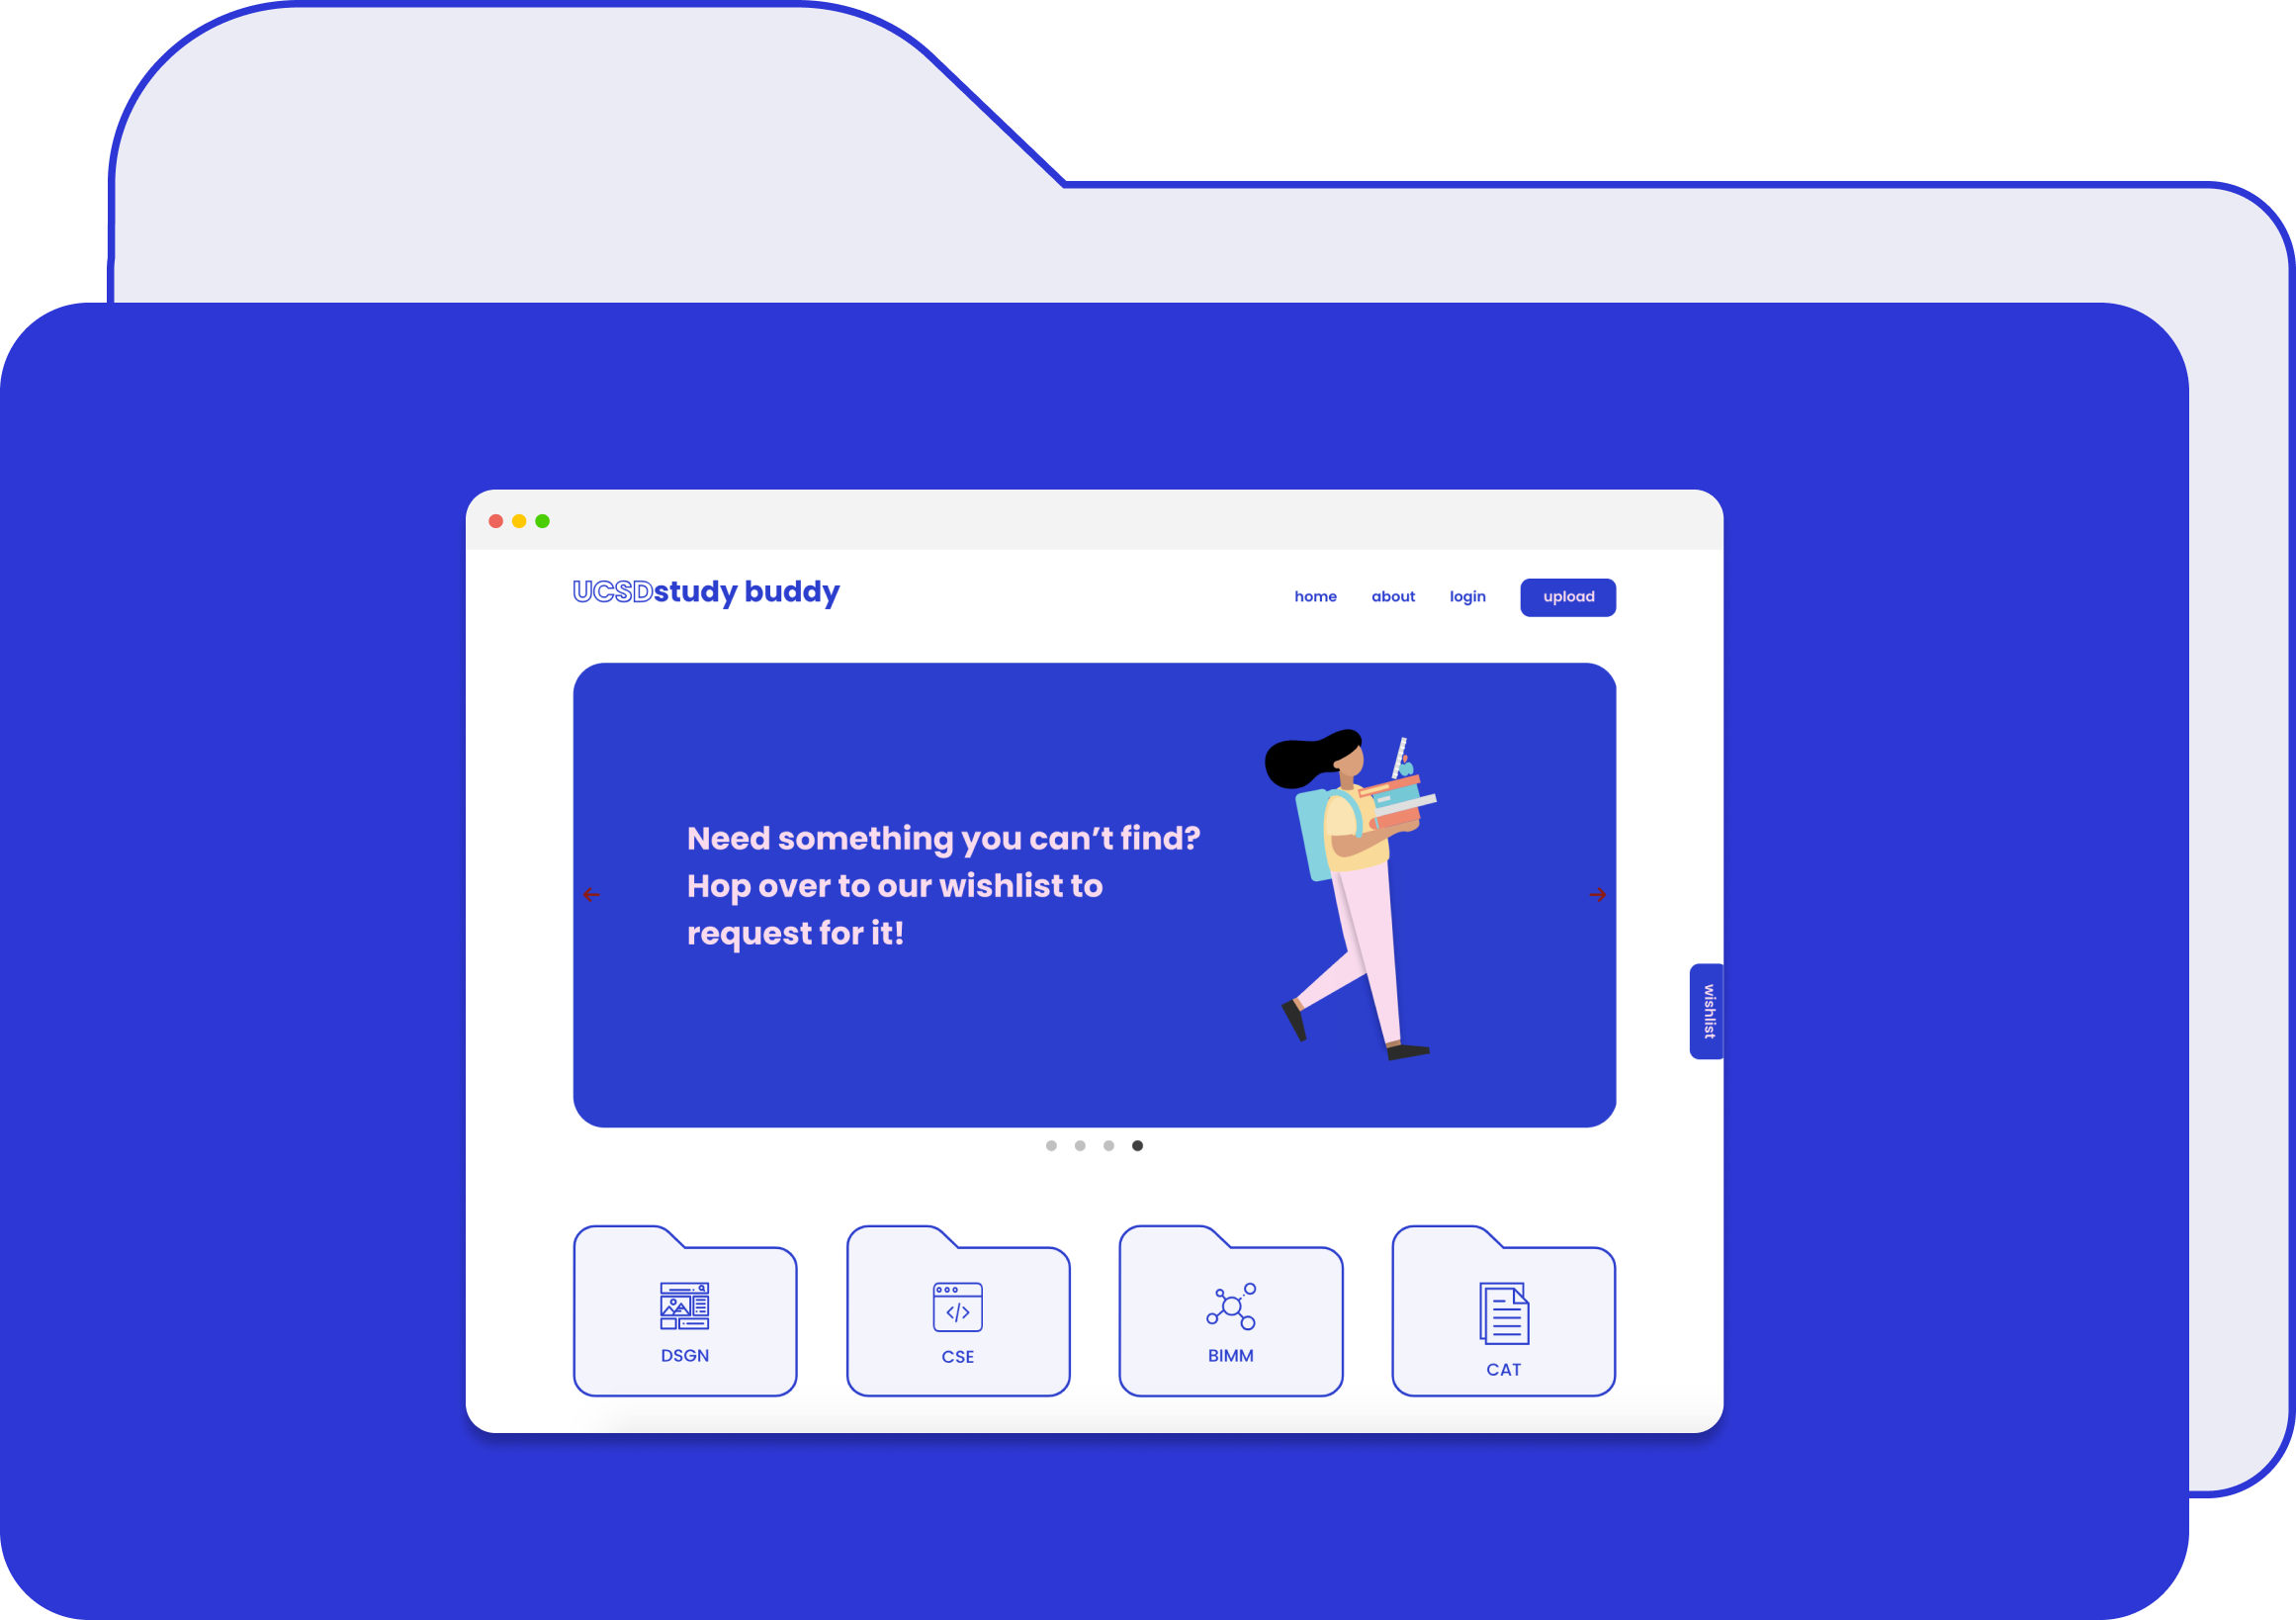 UCSDstudy buddy
home about login upload
Need something you can’t find?
Hop over to our wishlist to
request for it!
wishlist
DSGN
CSE
BIMM
CAT